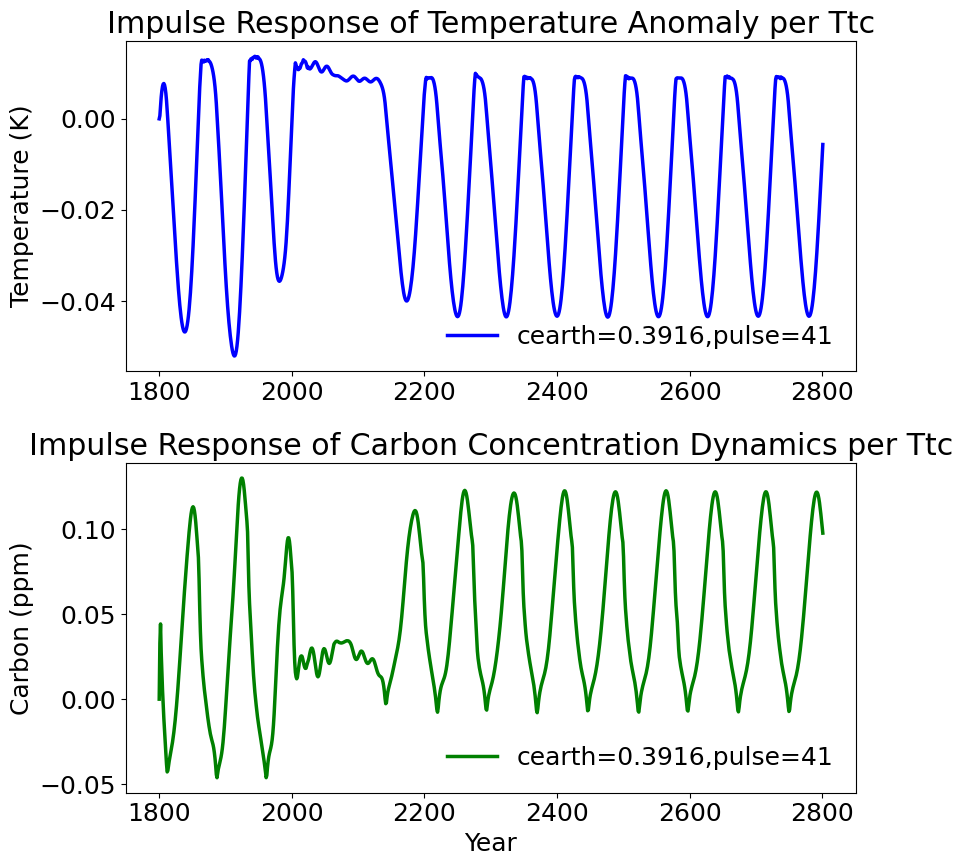 Impulse Response of Temperature Anomaly per Ttc
Temperature (K)
0.00
−0.02
−0.04
cearth=0.3916,pulse=41
1800 2000 2200 2400 2600 2800
Impulse Response of Carbon Concentration Dynamics per Ttc
Carbon (ppm)
0.10
0.05
0.00
−0.05
cearth=0.3916,pulse=41
1800 2000 2200 2400 2600 2800
Year